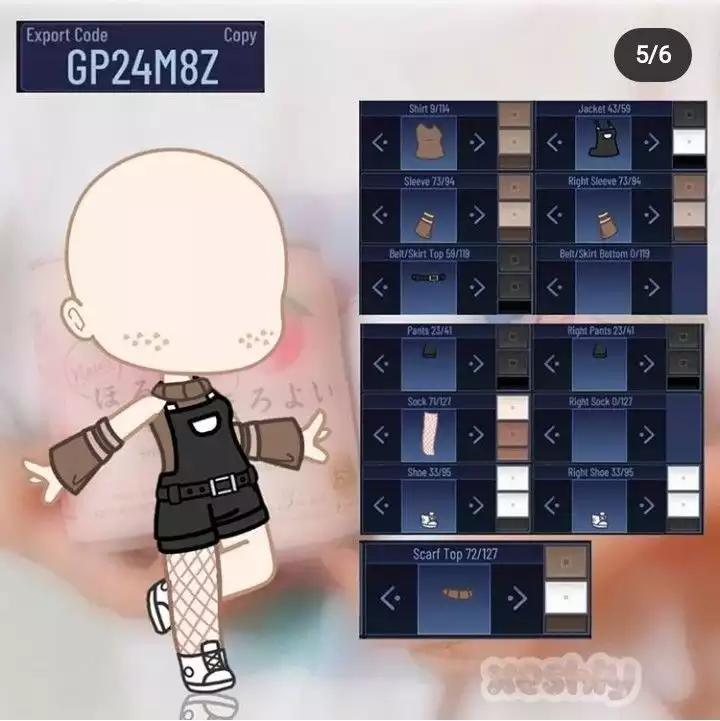 Export Code Copy
GP24M8Z
5/6
Shirt 9/114 Jacket 43/59
Sleeve 73/94 Right Sleeve 73/94
Belt/Skirt Top 59/119 Belt/Skirt Bottom 0/119
Pants 23/41 Right Pants 23/41
Sock 71/127 Right Sock 0/127
Shoe 33/95 Right Shoe 33/95
Scarf Top 72/127
ほろ ろよい